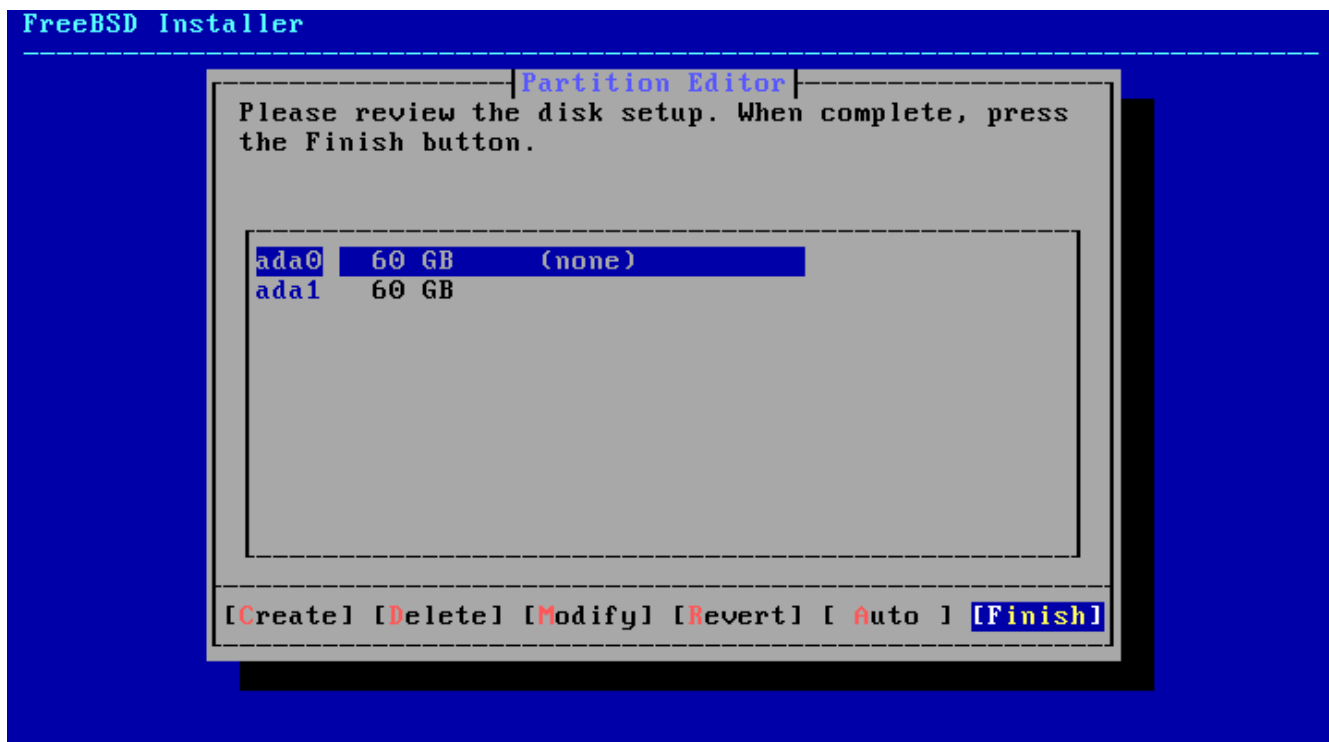 FreeBSD Installer
Partition Editor
Please review the disk setup. When complete, press
the Finish button.
ada0 60 GB (none)
ada1 60 GB
[Create] [Delete] [Modify] [Revert] [ Auto ] [Finish]